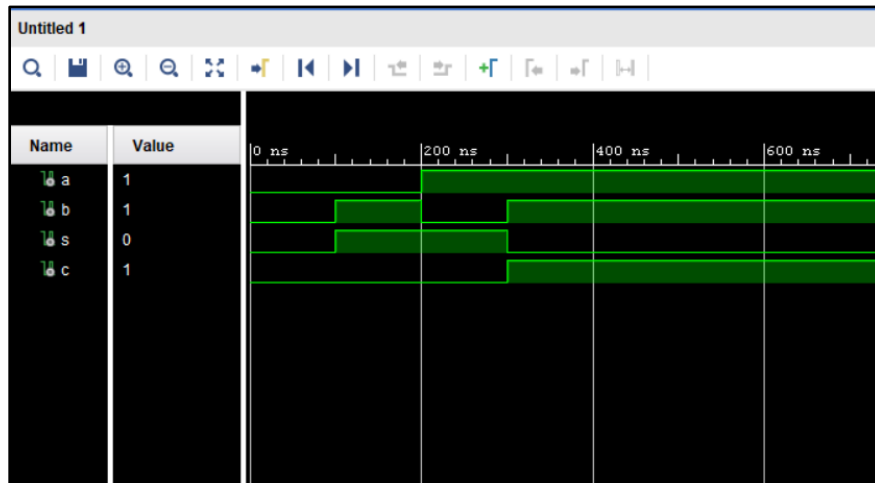 Untitled 1
Name Value
0 ns 200 ns 400 ns 600 ns
a 1
b 1
s 0
c 1